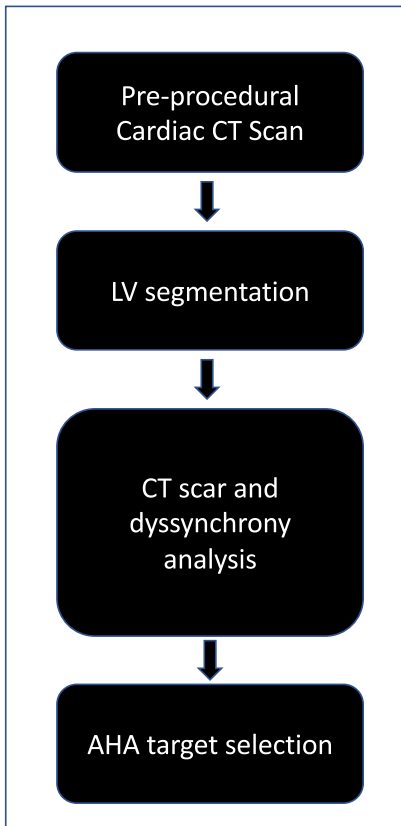 Pre-procedural
Cardiac CT Scan
LV segmentation
CT scar and
dyssynchrony
analysis
AHA target selection